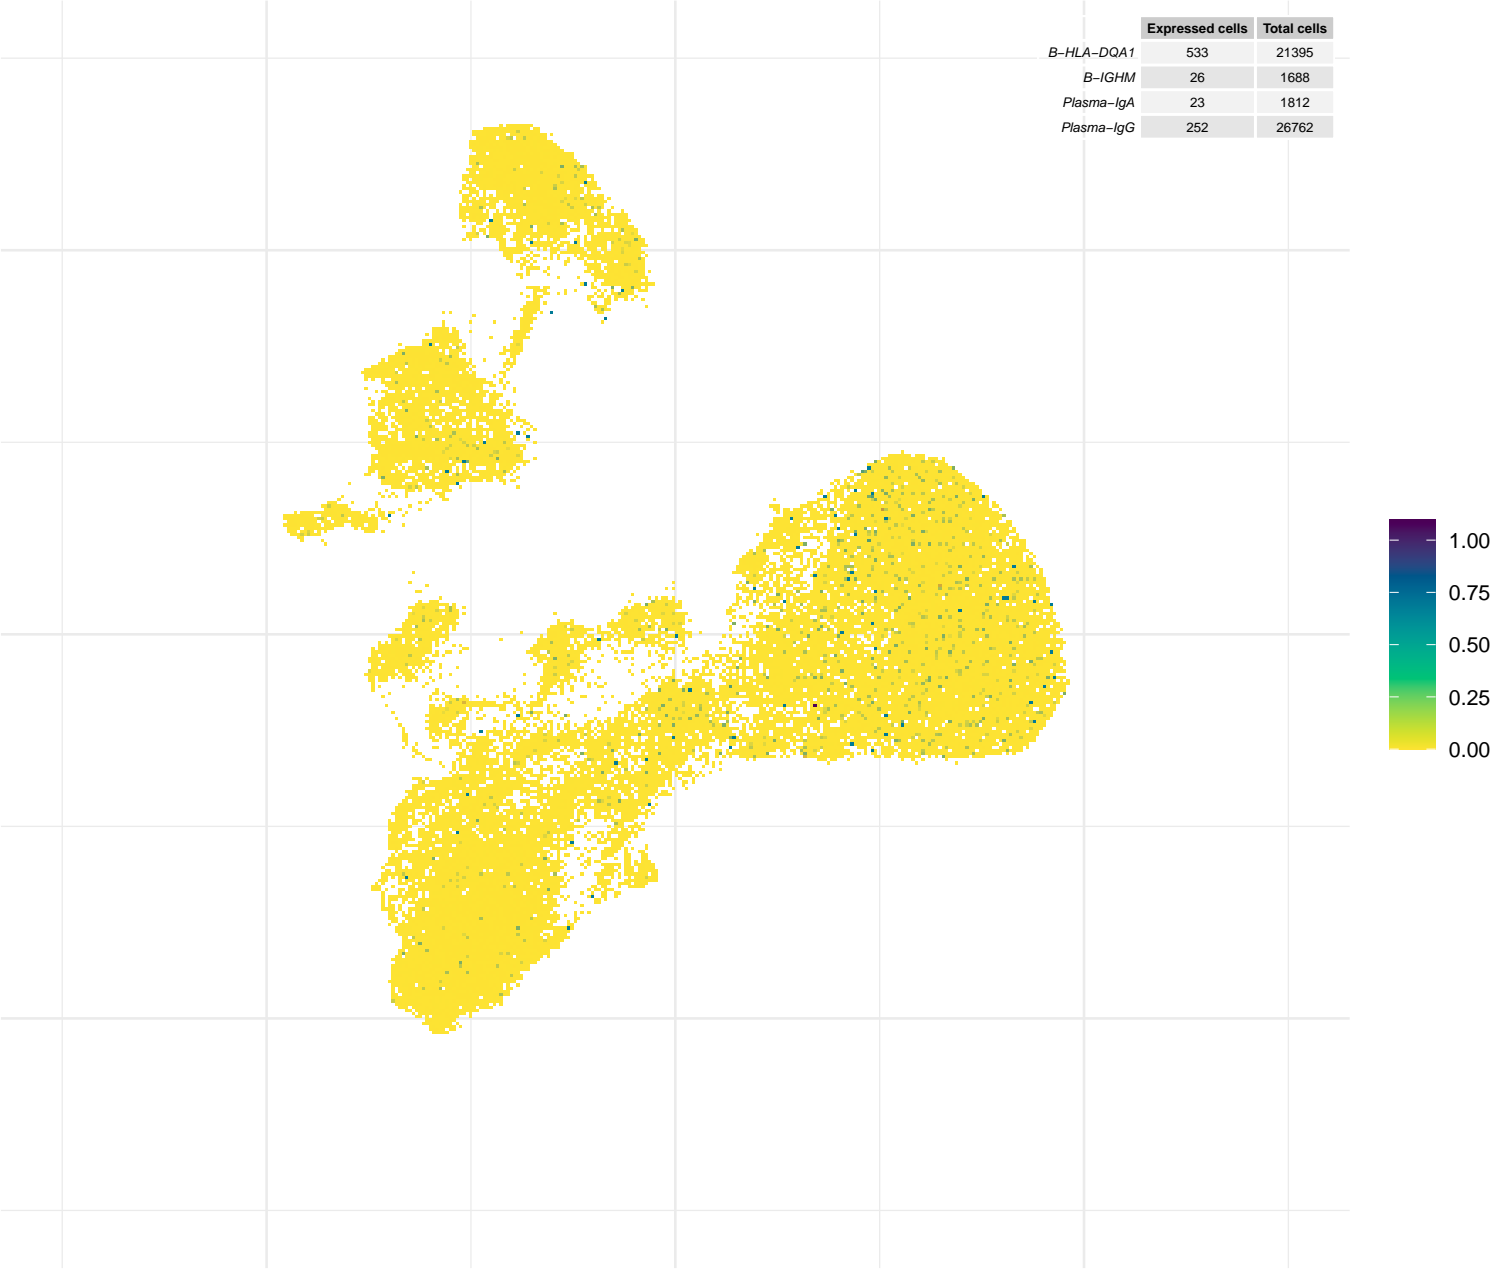 Expressed cells Total cells
B−HLA−DQA1 533 21395
B−IGHM 26 1688
Plasma−IgA 23 1812
Plasma−IgG 252 26762
1.00
0.75
0.50
0.25
0.00